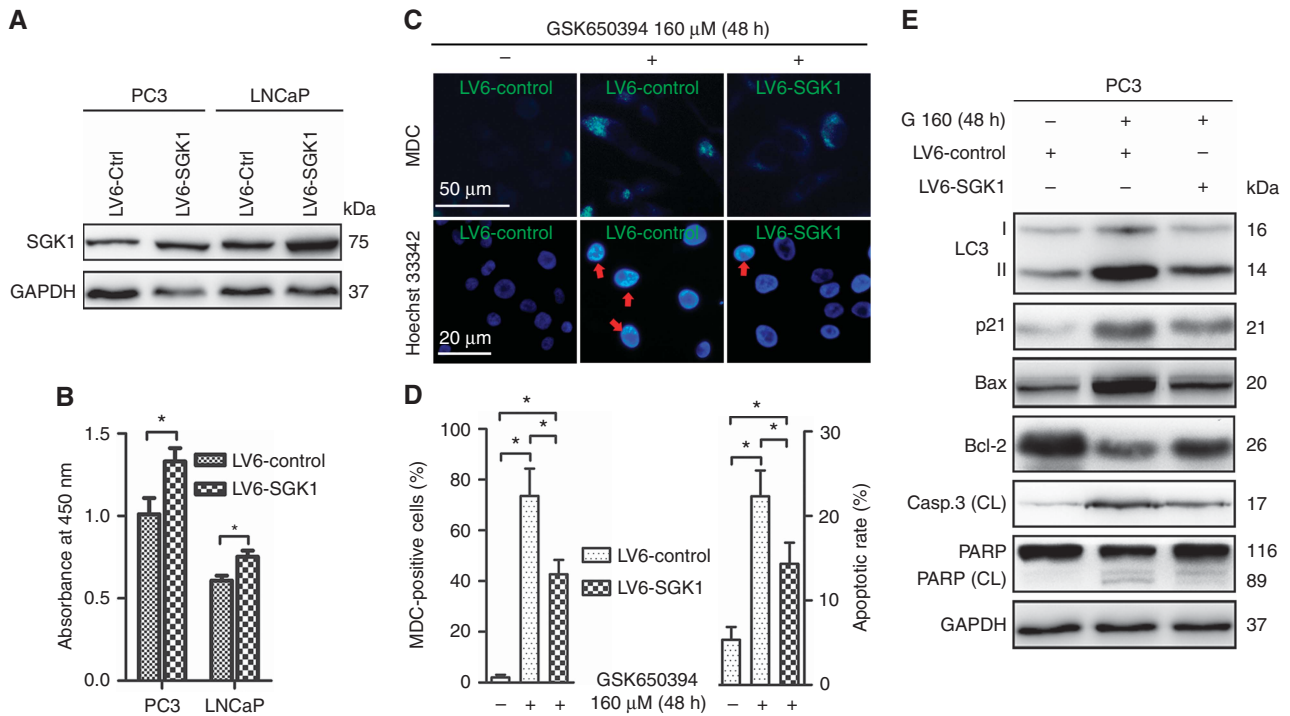 A
PC3 LNCaP
LV6-Ctrl
LV6-SGK1
LV6-Ctrl
LV6-SGK1
kDa
SGK1 75
GAPDH 37
B
Absorbance at 450 nm
1.5
1.0
0.5
0.0
*
*
LV6-control
LV6-SGK1
PC3 LNCaP
C
GSK650394 160 μM (48 h)
– + +
MDC
LV6-control LV6-control LV6-SGK1
50 μm
Hoechst 33342
LV6-control LV6-control LV6-SGK1
20 μm
D
MDC-positive cells (%)
100
80
60
40
20
0
*
* *
LV6-control
LV6-SGK1
*
* *
Apoptotic rate (%)
30
20
10
0
GSK650394
160 μM (48 h)
– + +
– + +
E
PC3
G 160 (48 h) – + +
LV6-control + + –
LV6-SGK1 – – +
kDa
LC3
I 16
II 14
p21 21
Bax 20
Bcl-2 26
Casp.3 (CL) 17
PARP 116
PARP (CL) 89
GAPDH 37